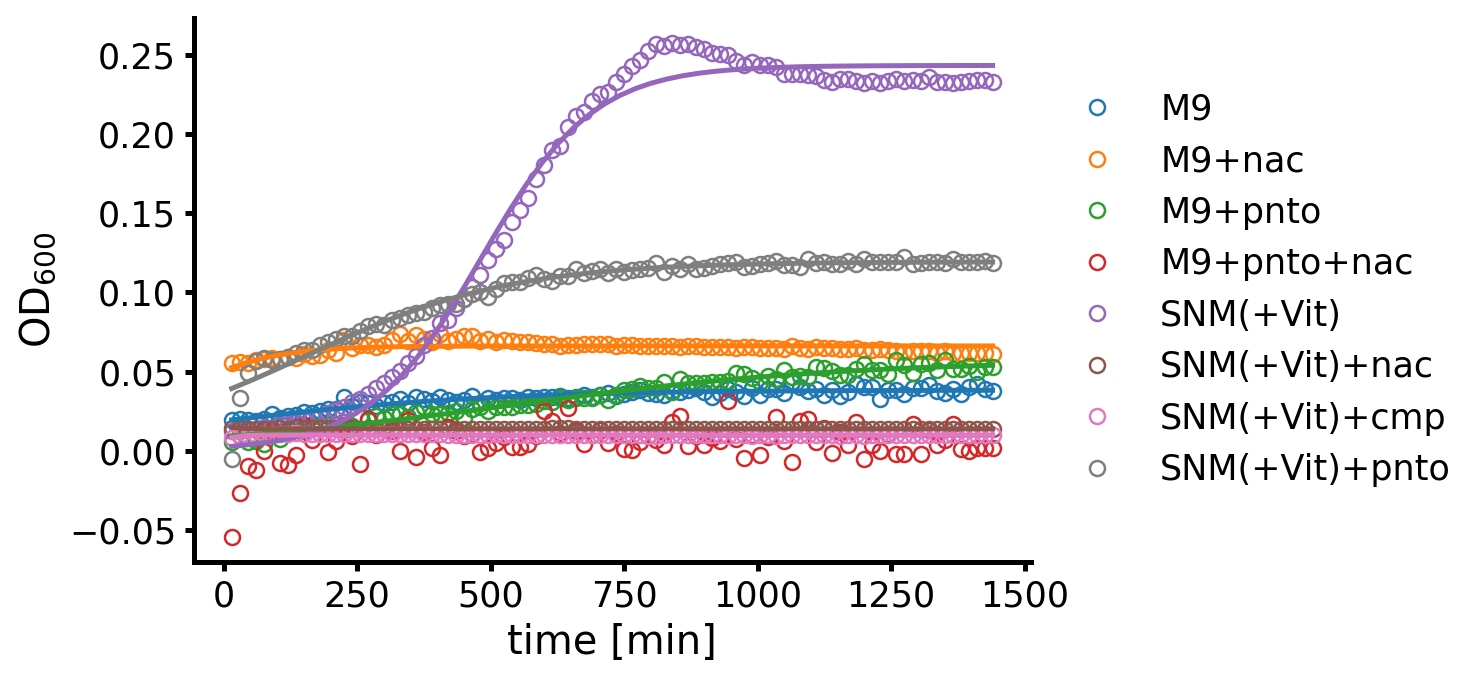 0.25
0.20
0.15
0.10
0.05
0.00
−0.05
OD600
0 250 500 750 1000 1250 1500
time [min]
M9
M9+nac
M9+pnto
M9+pnto+nac
SNM(+Vit)
SNM(+Vit)+nac
SNM(+Vit)+cmp
SNM(+Vit)+pnto